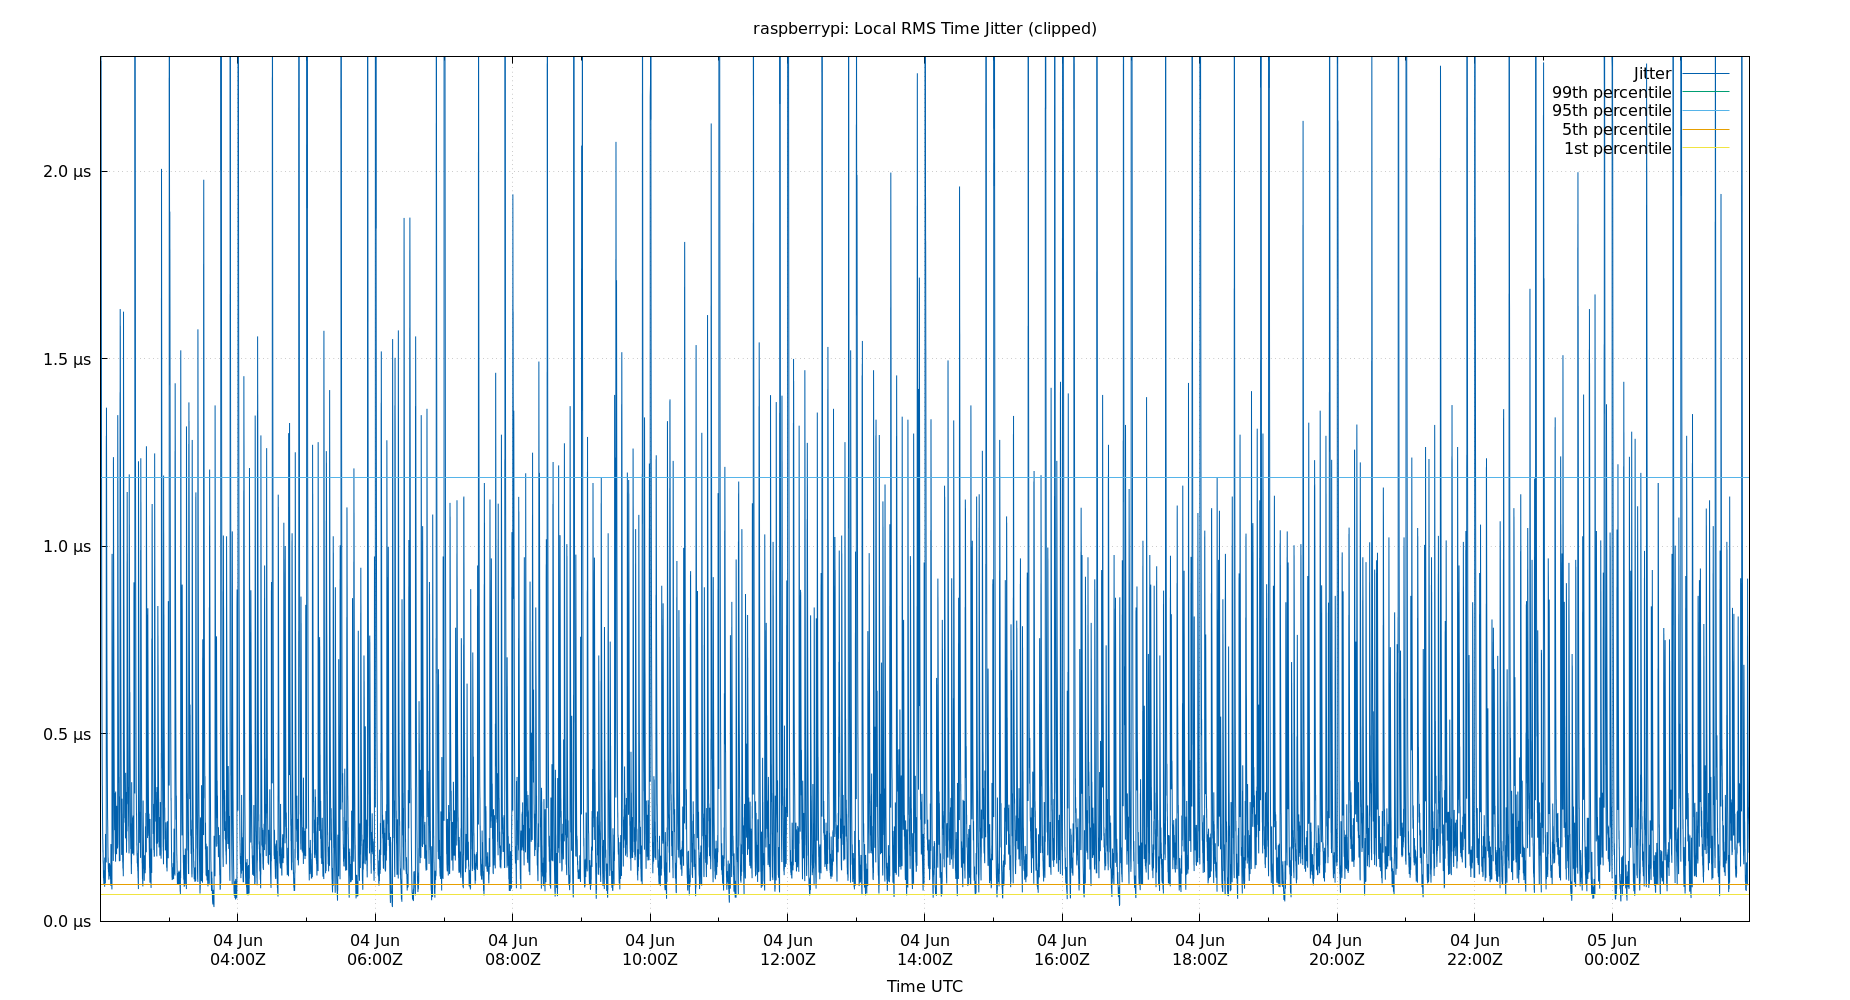 raspberrypi: Local RMS Time Jitter (clipped)
Jitter
99th percentile
95th percentile
5th percentile
1st percentile
2.0 µs
1.5 µs
1.0 µs
0.5 µs
0.0 µs
04 Jun 04 Jun 04 Jun 04 Jun 04 Jun 04 Jun 04 Jun 04 Jun 04 Jun 04 Jun 05 Jun
04:00Z 06:00Z 08:00Z 10:00Z 12:00Z 14:00Z 16:00Z 18:00Z 20:00Z 22:00Z 00:00Z
Time UTC